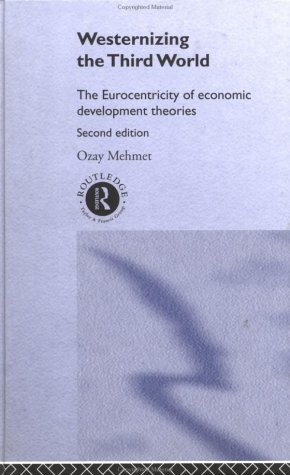 Westernizing
the Third World
The Eurocentricity of economic
development theories
Second edition
Ozay Mehmet
ROUTLEDGE
Taylor & Francis Group